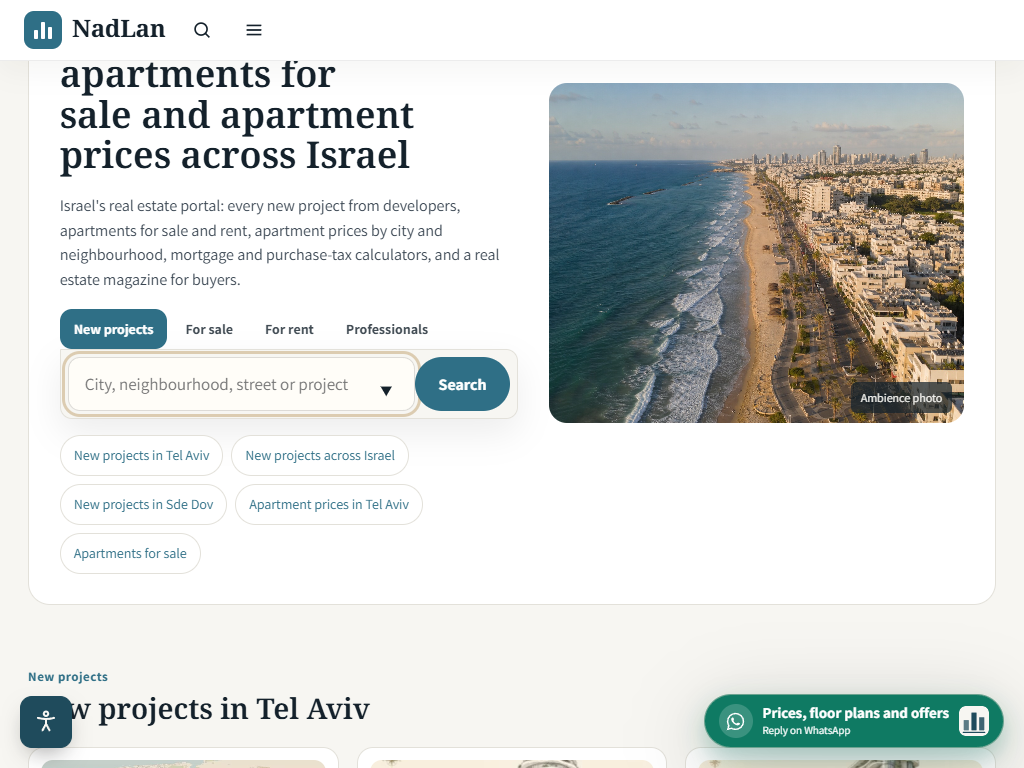 NadLan
apartments for
sale and apartment
prices across Israel
Israel's real estate portal: every new project from developers,
apartments for sale and rent, apartment prices by city and
neighbourhood, mortgage and purchase-tax calculators, and a real
estate magazine for buyers.
New projects
For sale
For rent
Professionals
City, neighbourhood, street or project
Search
Ambience photo
New projects in Tel Aviv
New projects across Israel
New projects in Sde Dov
Apartment prices in Tel Aviv
Apartments for sale
New projects
w projects in Tel Aviv
Prices, floor plans and offers
Reply on WhatsApp